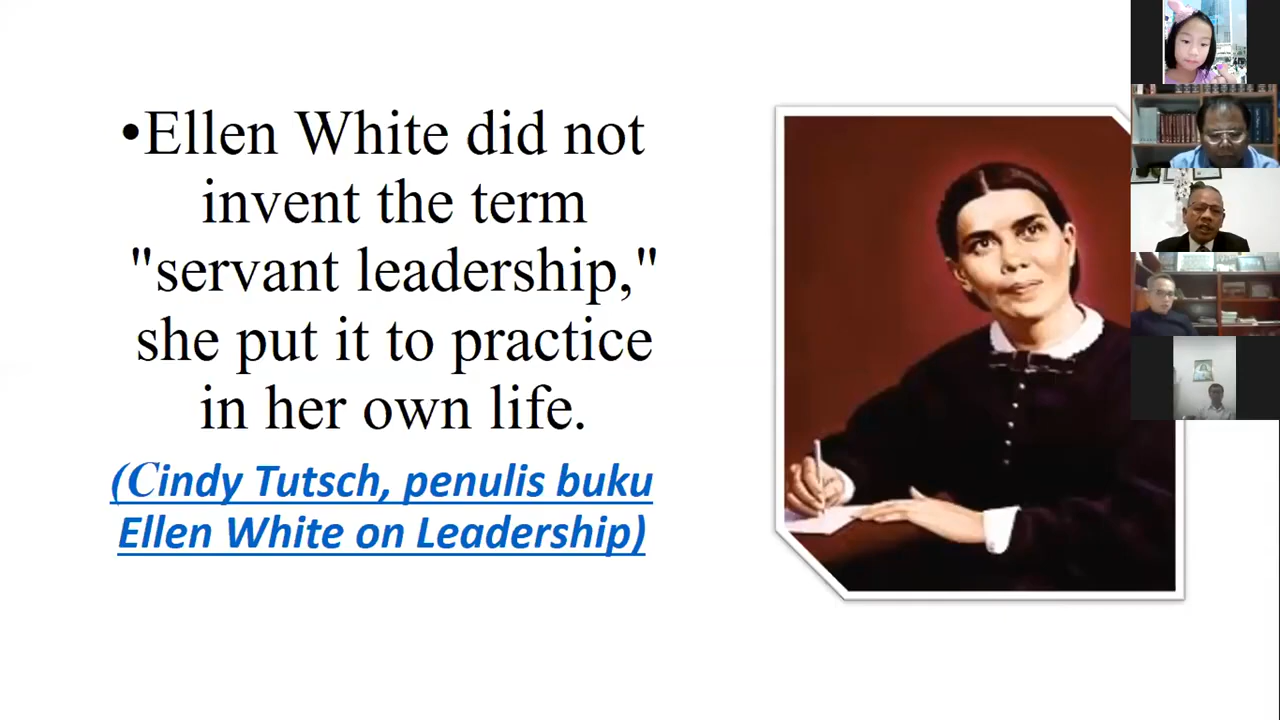 •Ellen White did not
invent the term
"servant leadership,"
she put it to practice
in her own life.
(Cindy Tutsch, penulis buku
Ellen White on Leadership)